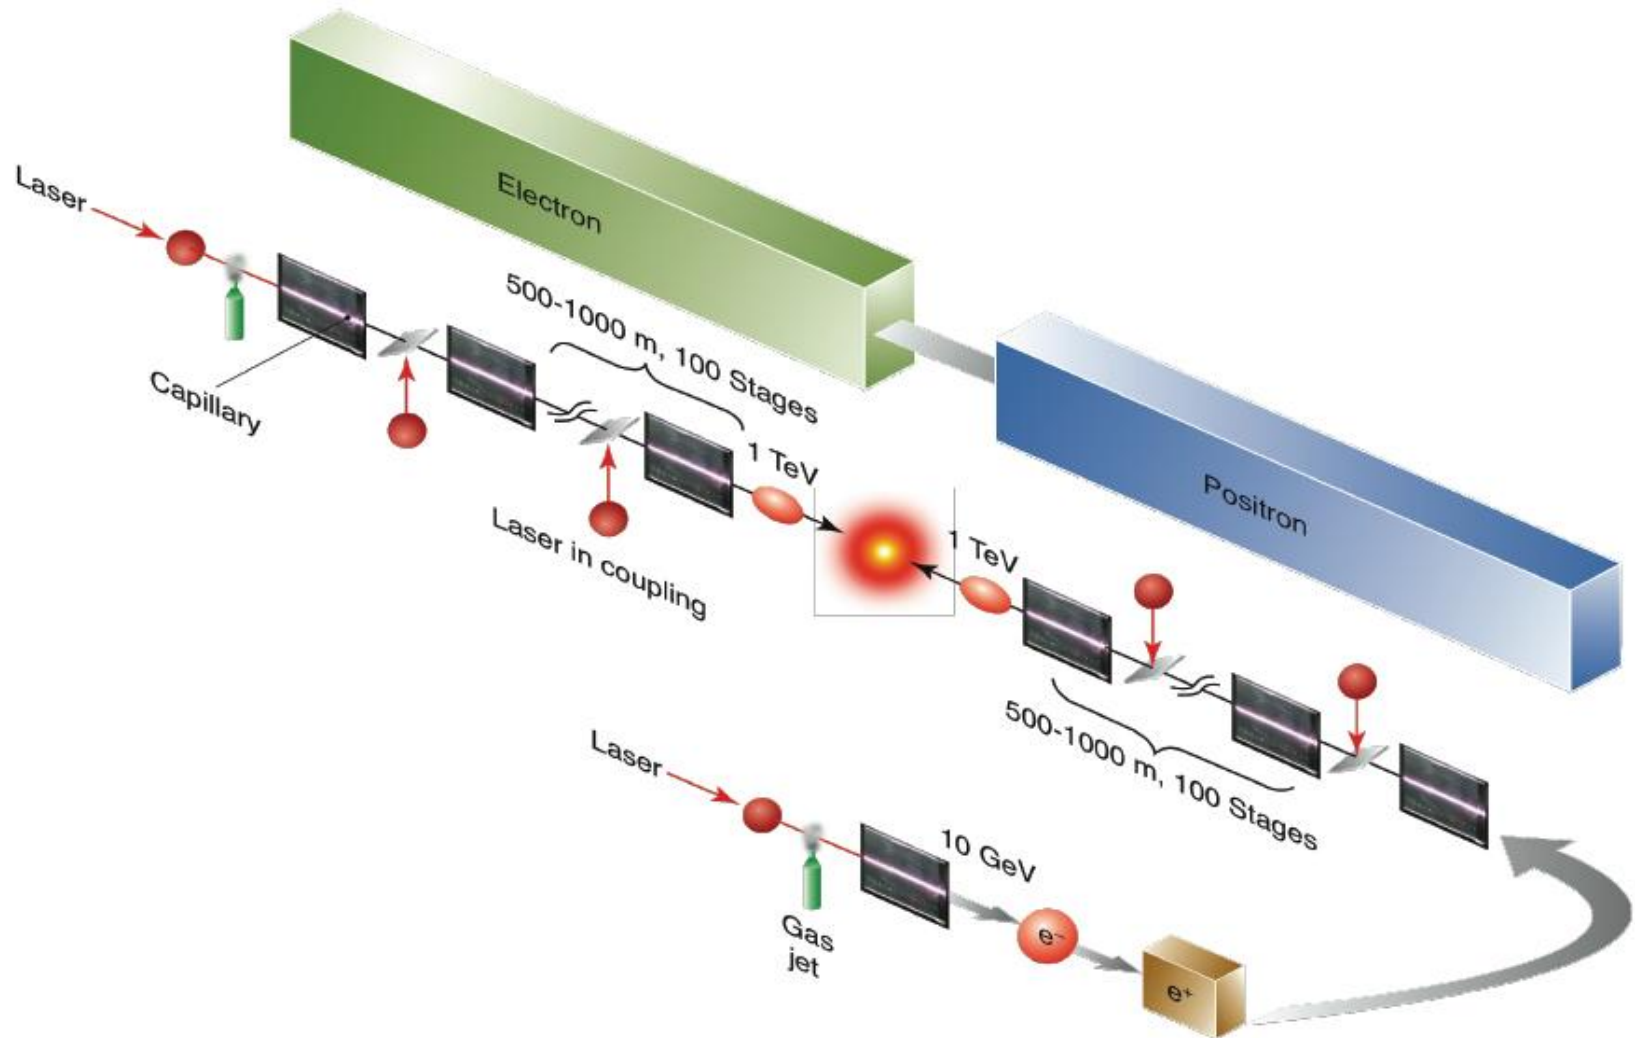 Electron
Laser
500-1000 m, 100 Stages
Capillary
1 TeV
Positron
Laser in coupling
1 TeV
500-1000 m, 100 Stages
Laser
10 GeV
Gas
jet
e⁻
e⁺